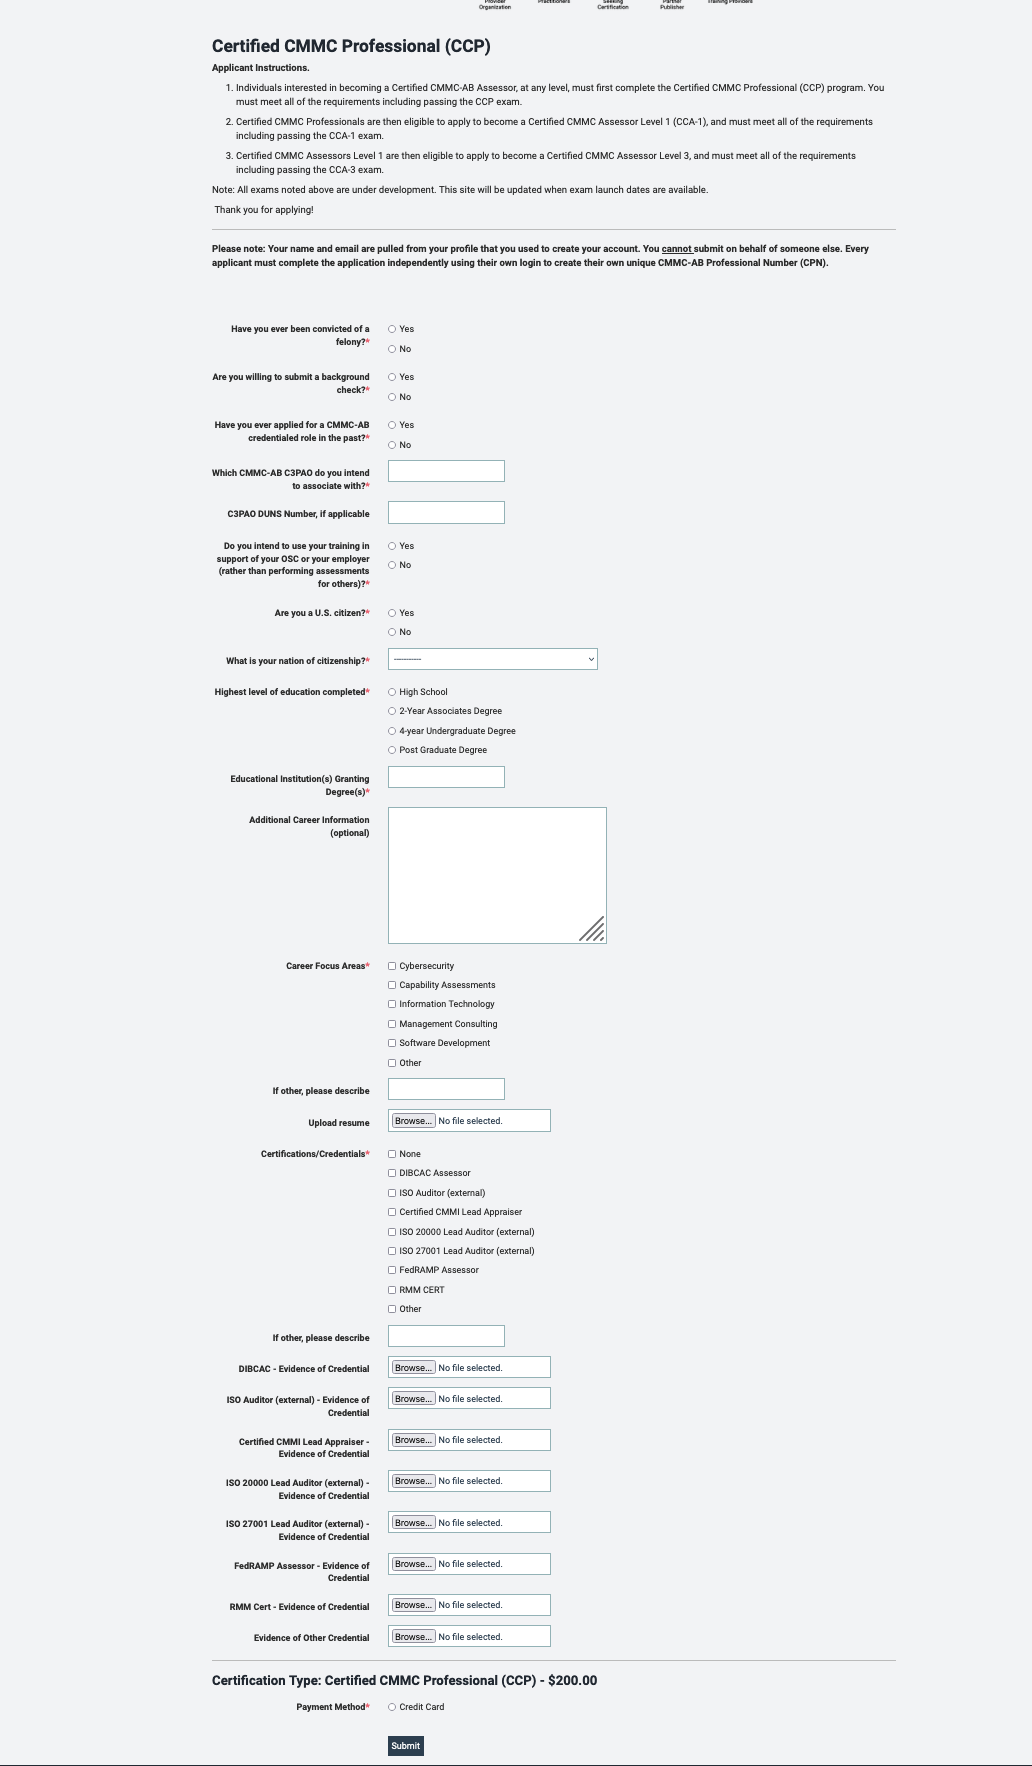 Provider
Organization
Practitioners
Seeking
Certification
Partner
Publisher
Training Providers
Certified CMMC Professional (CCP)
Applicant Instructions.
1. Individuals interested in becoming a Certified CMMC-AB Assessor, at any level, must first complete the Certified CMMC Professional (CCP) program. You
must meet all of the requirements including passing the CCP exam.
2. Certified CMMC Professionals are then eligible to apply to become a Certified CMMC Assessor Level 1 (CCA-1), and must meet all of the requirements
including passing the CCA-1 exam.
3. Certified CMMC Assessors Level 1 are then eligible to apply to become a Certified CMMC Assessor Level 3, and must meet all of the requirements
including passing the CCA-3 exam.
Note: All exams noted above are under development. This site will be updated when exam launch dates are available.
Thank you for applying!
Please note: Your name and email are pulled from your profile that you used to create your account. You cannot submit on behalf of someone else. Every
applicant must complete the application independently using their own login to create their own unique CMMC-AB Professional Number (CPN).
Have you ever been convicted of a
felony?*
Yes
No
Are you willing to submit a background
check?*
Yes
No
Have you ever applied for a CMMC-AB
credentialed role in the past?*
Yes
No
Which CMMC-AB C3PAO do you intend
to associate with?*
C3PAO DUNS Number, if applicable
Do you intend to use your training in
support of your OSC or your employer
(rather than performing assessments
for others)?*
Yes
No
Are you a U.S. citizen?*
Yes
No
What is your nation of citizenship?*
---------
Highest level of education completed*
High School
2-Year Associates Degree
4-year Undergraduate Degree
Post Graduate Degree
Educational Institution(s) Granting
Degree(s)*
Additional Career Information
(optional)
Career Focus Areas*
Cybersecurity
Capability Assessments
Information Technology
Management Consulting
Software Development
Other
If other, please describe
Upload resume
Browse... No file selected.
Certifications/Credentials*
None
DIBCAC Assessor
ISO Auditor (external)
Certified CMMI Lead Appraiser
ISO 20000 Lead Auditor (external)
ISO 27001 Lead Auditor (external)
FedRAMP Assessor
RMM CERT
Other
If other, please describe
DIBCAC - Evidence of Credential
Browse... No file selected.
ISO Auditor (external) - Evidence of
Credential
Browse... No file selected.
Certified CMMI Lead Appraiser -
Evidence of Credential
Browse... No file selected.
ISO 20000 Lead Auditor (external) -
Evidence of Credential
Browse... No file selected.
ISO 27001 Lead Auditor (external) -
Evidence of Credential
Browse... No file selected.
FedRAMP Assessor - Evidence of
Credential
Browse... No file selected.
RMM Cert - Evidence of Credential
Browse... No file selected.
Evidence of Other Credential
Browse... No file selected.
Certification Type: Certified CMMC Professional (CCP) - $200.00
Payment Method*
Credit Card
Submit